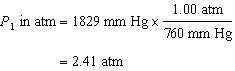 P₁ in atm = 1829 mm Hg × 1.00 atm / 760 mm Hg
= 2.41 atm